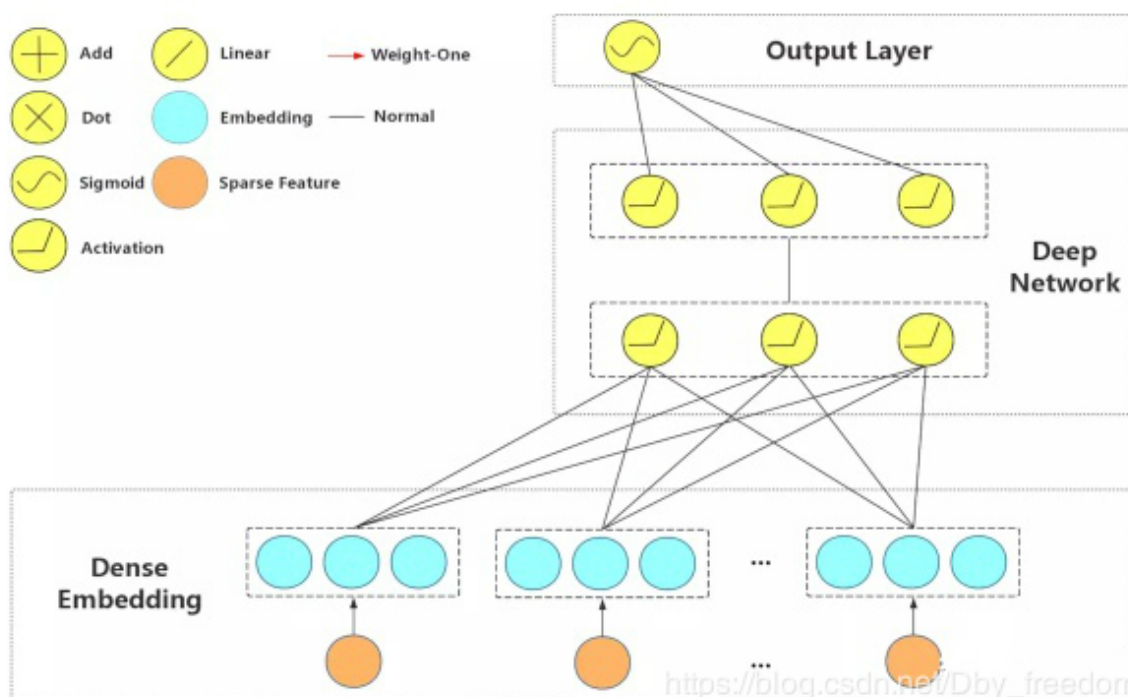 Add
Linear
Weight-One
Output Layer
Dot
Embedding
Normal
Sigmoid
Sparse Feature
Activation
Deep
Network
...
Dense
Embedding
...
https://blog.csdn.net/Dby_freedom